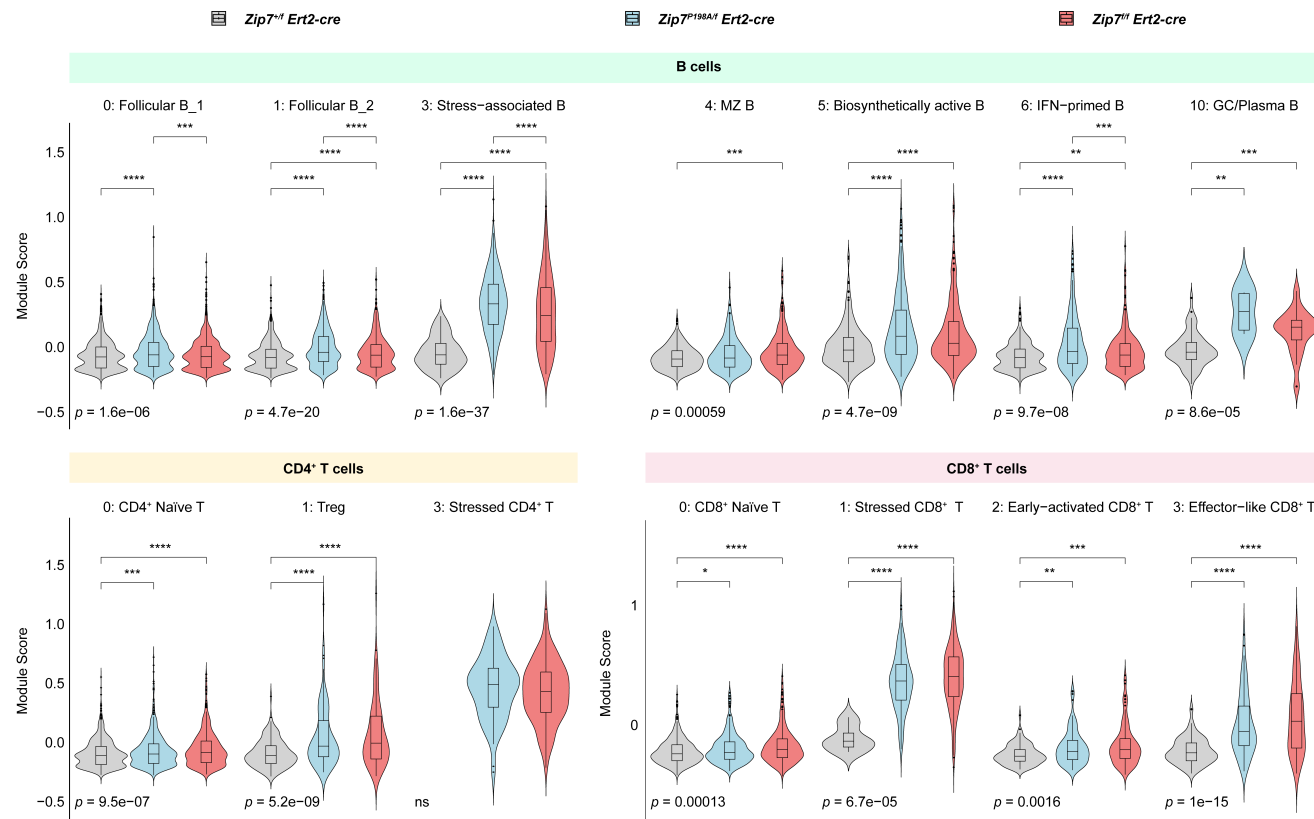 Zip7+/f Ert2-cre
Zip7P198A/f Ert2-cre
Zip7f/f Ert2-cre
B cells
0: Follicular B_1
1: Follicular B_2
3: Stress−associated B
4: MZ B
5: Biosynthetically active B
6: IFN−primed B
10: GC/Plasma B
Module Score
1.5
1.0
0.5
0.0
−0.5
***
****
p = 1.6e−06
****
****
****
p = 4.7e−20
****
****
****
p = 1.6e−37
***
p = 0.00059
****
****
p = 4.7e−09
***
**
****
p = 9.7e−08
***
**
p = 8.6e−05
CD4+ T cells
0: CD4+ Naïve T
1: Treg
3: Stressed CD4+ T
Module Score
1.5
1.0
0.5
0.0
−0.5
****
***
p = 9.5e−07
****
****
p = 5.2e−09
ns
CD8+ T cells
0: CD8+ Naïve T
1: Stressed CD8+ T
2: Early−activated CD8+ T
3: Effector−like CD8+ T
Module Score
1
0
****
*
p = 0.00013
****
****
p = 6.7e−05
***
**
p = 0.0016
****
****
p = 1e−15